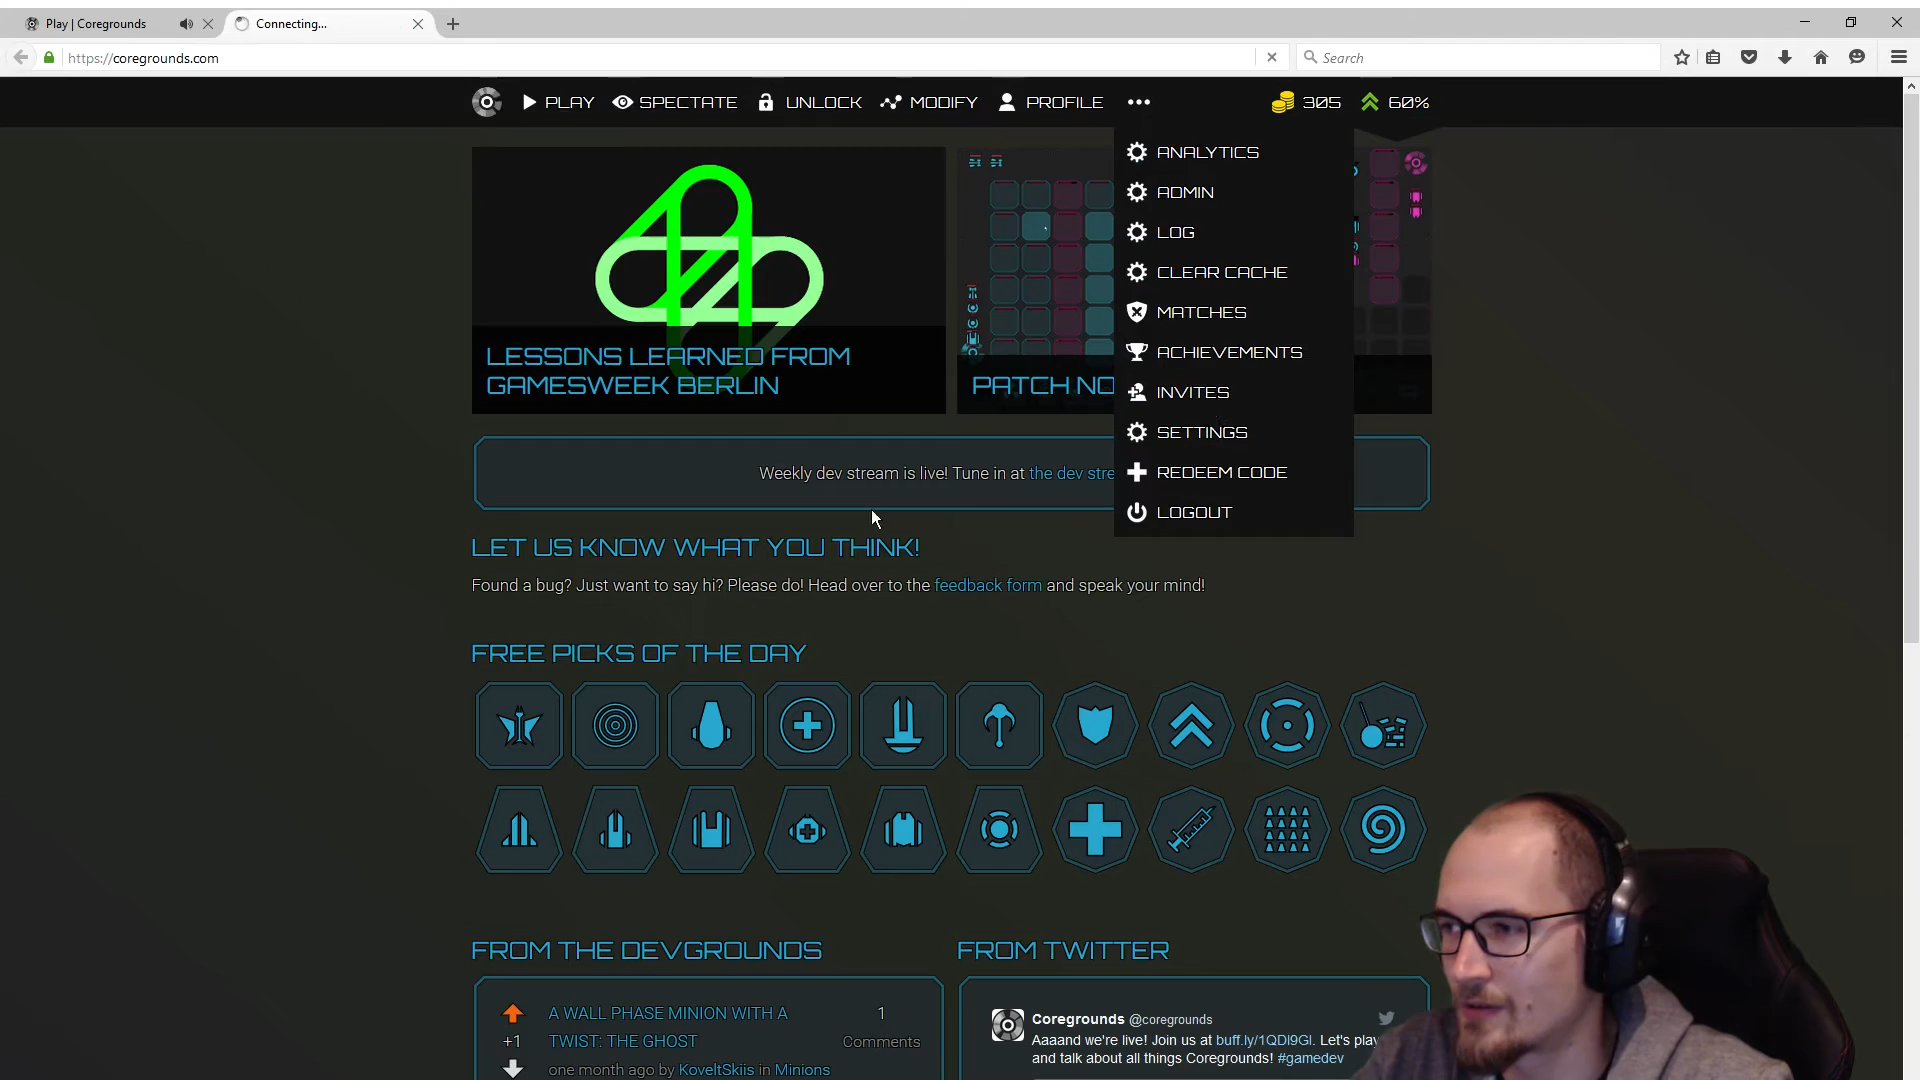 Play | Coregrounds
Connecting...
https://coregrounds.com
Search
PLAY
SPECTATE
UNLOCK
MODIFY
PROFILE
305
60%
ANALYTICS
ADMIN
LOG
CLEAR CACHE
MATCHES
ACHIEVEMENTS
INVITES
SETTINGS
REDEEM CODE
LOGOUT
LESSONS LEARNED FROM
GAMESWEEK BERLIN
PATCH NO
Weekly dev stream is live! Tune in at the dev stre
LET US KNOW WHAT YOU THINK!
Found a bug? Just want to say hi? Please do! Head over to the feedback form and speak your mind!
FREE PICKS OF THE DAY
FROM THE DEVGROUNDS
+1
A WALL PHASE MINION WITH A
TWIST: THE GHOST
one month ago by KoveltSkiis in Minions
1
Comments
FROM TWITTER
Coregrounds @coregrounds
Aaaand we're live! Join us at buff.ly/1QDl9Gl. Let's play
and talk about all things Coregrounds! #gamedev